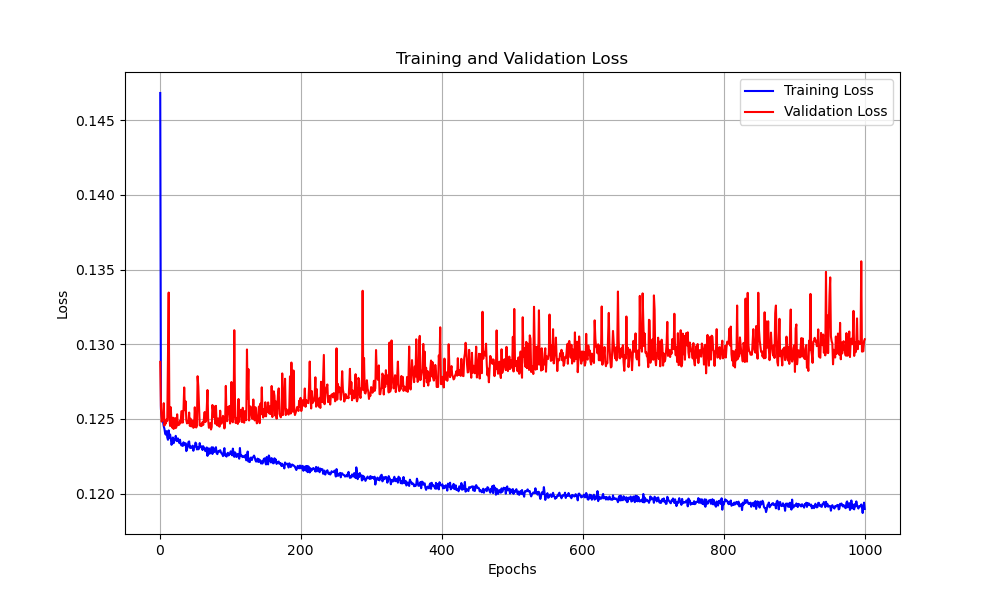 Training and Validation Loss
Training Loss
Validation Loss
0.145
0.140
0.135
0.130
0.125
0.120
Loss
0
200
400
600
800
1000
Epochs